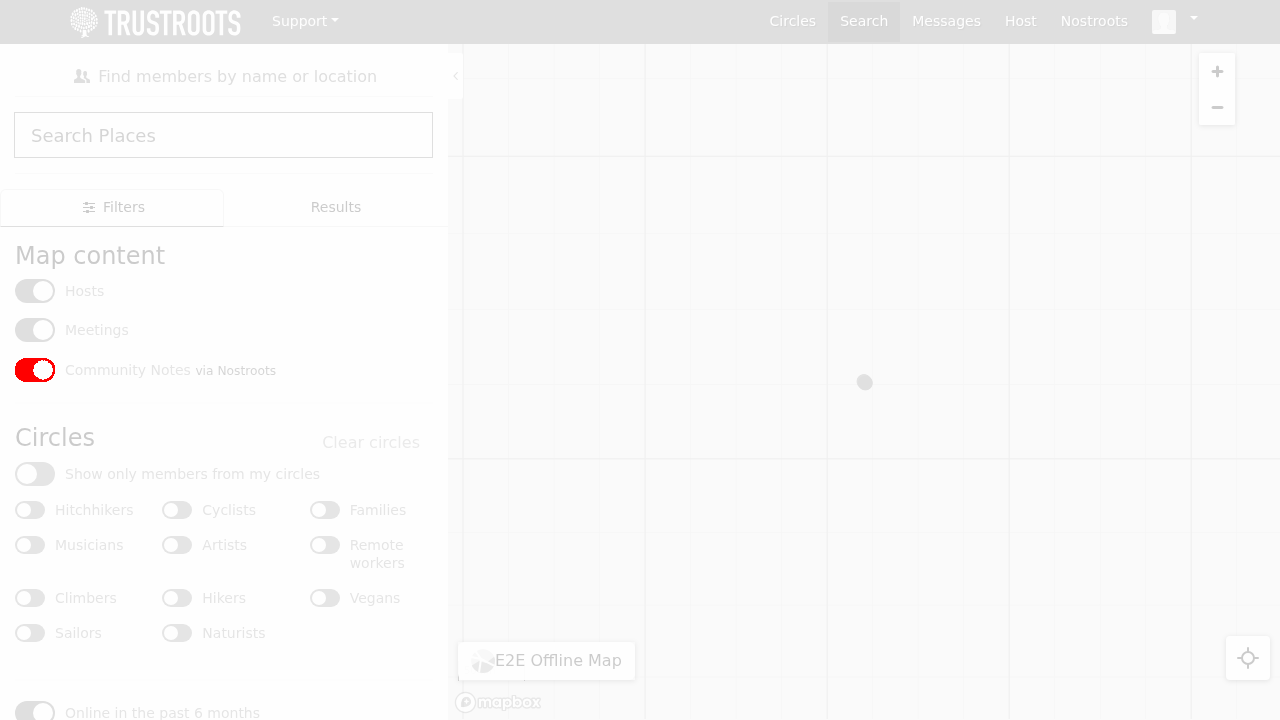 TRUSTROOTS Support Circles Search Messages Host Nostroots
Find members by name or location
Search Places
Filters Results
Map content
Hosts
Meetings
Community Notes via Nostroots
Circles Clear circles
Show only members from my circles
Hitchhikers Cyclists Families
Musicians Artists Remote workers
Climbers Hikers Vegans
Sailors Naturists
Online in the past 6 months
E2E Offline Map
mapbox